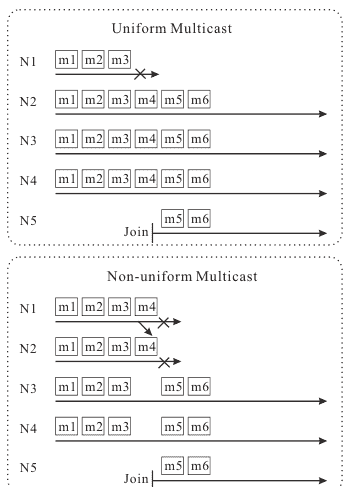 Uniform Multicast
N1 m1 m2 m3
N2 m1 m2 m3 m4 m5 m6
N3 m1 m2 m3 m4 m5 m6
N4 m1 m2 m3 m4 m5 m6
N5 m5 m6
Join
Non-uniform Multicast
N1 m1 m2 m3 m4
N2 m1 m2 m3 m4
N3 m1 m2 m3 m5 m6
N4 m1 m2 m3 m5 m6
N5 m5 m6
Join